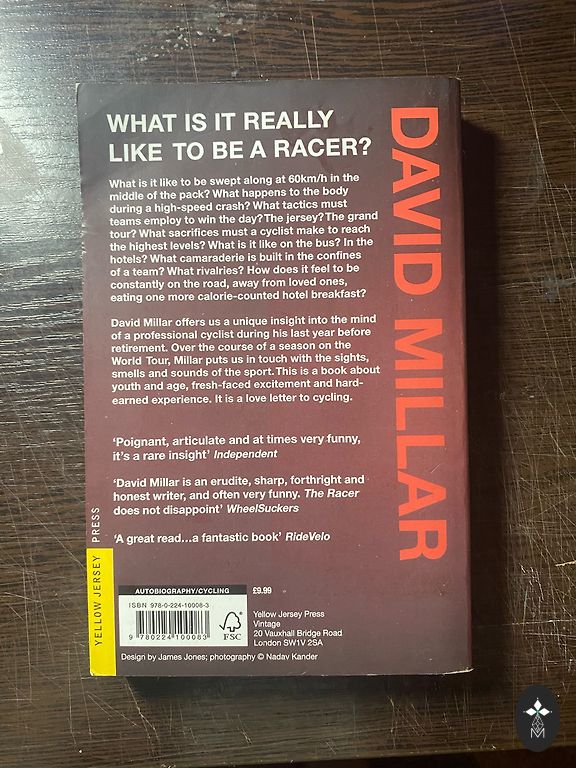 WHAT IS IT REALLY
LIKE TO BE A RACER?
What is it like to be swept along at 60km/h in the
middle of the pack? What happens to the body
during a high-speed crash? What tactics must
teams employ to win the day? The jersey? The grand
tour? What sacrifices must a cyclist make to reach
the highest levels? What is it like on the bus? In the
hotels? What camaraderie is built in the confines
of a team? What rivalries? How does it feel to be
constantly on the road, away from loved ones,
eating one more calorie-counted hotel breakfast?
David Millar offers us a unique insight into the mind
of a professional cyclist during his last year before
retirement. Over the course of a season on the
World Tour, Millar puts us in touch with the sights,
smells and sounds of the sport. This is a book about
youth and age, fresh-faced excitement and hard-
earned experience. It is a love letter to cycling.
‘Poignant, articulate and at times very funny,
it’s a rare insight’ Independent
‘David Millar is an erudite, sharp, forthright and
honest writer, and often very funny. The Racer
does not disappoint’ WheelSuckers
‘A great read...a fantastic book’ RideVelo
DAVID MILLAR
YELLOW JERSEY PRESS
AUTOBIOGRAPHY/CYCLING
£9.99
ISBN 978-0-224-10008-3
9 780224 100083
FSC
Yellow Jersey Press
Vintage
20 Vauxhall Bridge Road
London SW1V 2SA
Design by James Jones; photography © Nadav Kander
M